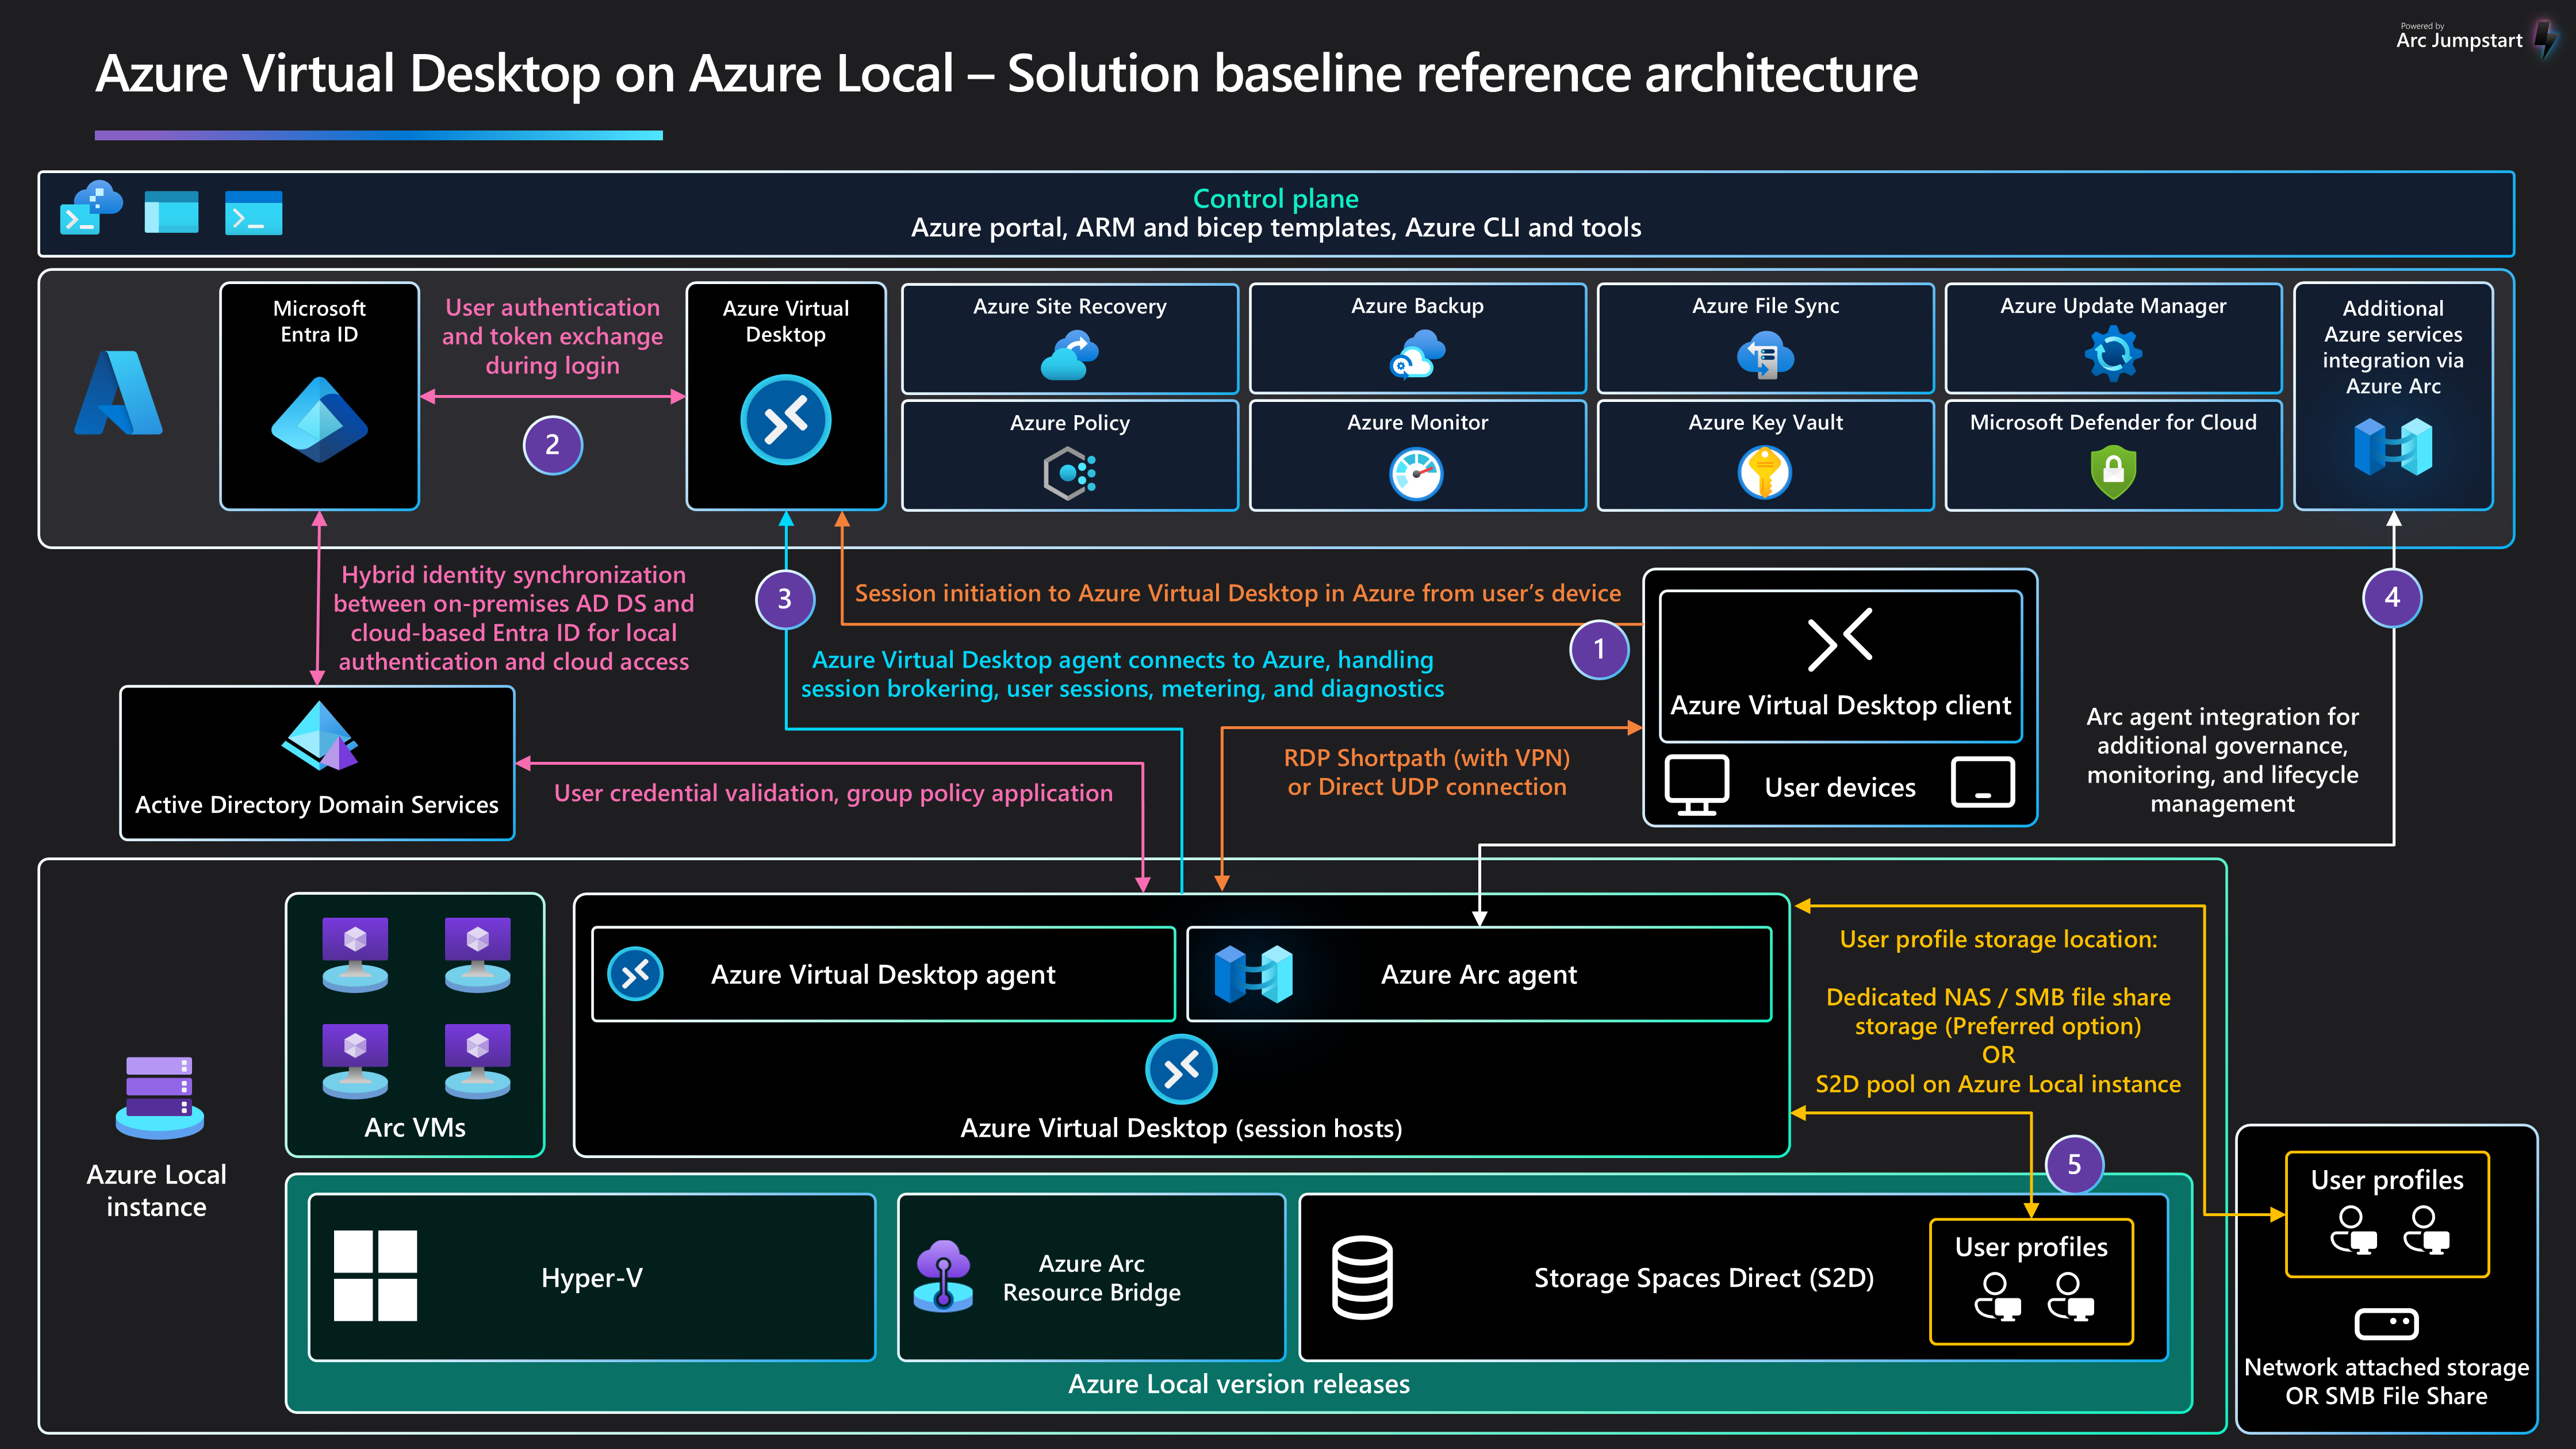 Powered by
Arc Jumpstart
Azure Virtual Desktop on Azure Local – Solution baseline reference architecture
Control plane
Azure portal, ARM and bicep templates, Azure CLI and tools
Microsoft
Entra ID
User authentication
and token exchange
during login
2
Azure Virtual
Desktop
Azure Site Recovery
Azure Backup
Azure File Sync
Azure Update Manager
Azure Policy
Azure Monitor
Azure Key Vault
Microsoft Defender for Cloud
Additional
Azure services
integration via
Azure Arc
Hybrid identity synchronization
between on-premises AD DS and
cloud-based Entra ID for local
authentication and cloud access
3
Session initiation to Azure Virtual Desktop in Azure from user’s device
1
Azure Virtual Desktop agent connects to Azure, handling
session brokering, user sessions, metering, and diagnostics
Azure Virtual Desktop client
User devices
4
Arc agent integration for
additional governance,
monitoring, and lifecycle
management
Active Directory Domain Services
User credential validation, group policy application
RDP Shortpath (with VPN)
or Direct UDP connection
Azure Local
instance
Arc VMs
Azure Virtual Desktop agent
Azure Arc agent
Azure Virtual Desktop (session hosts)
User profile storage location:
Dedicated NAS / SMB file share
storage (Preferred option)
OR
S2D pool on Azure Local instance
5
Hyper-V
Azure Arc
Resource Bridge
Storage Spaces Direct (S2D)
User profiles
Azure Local version releases
User profiles
Network attached storage
OR SMB File Share